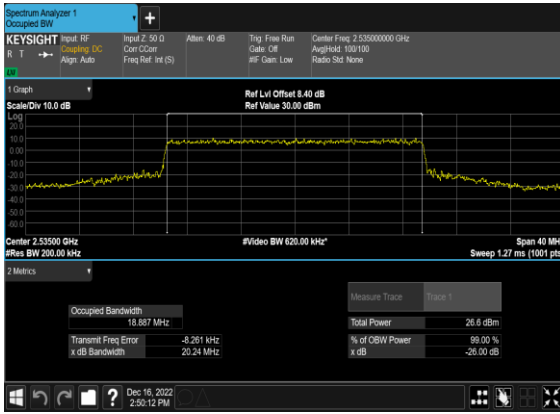 Spectrum Analyzer 1
Occupied BW
KEYSIGHT
R T
LW
Input: RF
Coupling: DC
Align: Auto
Input Z: 50 Ω
Corr CCorr
Freq Ref: Int (S)
Atten: 40 dB
Trig: Free Run
Gate: Off
#IF Gain: Low
Center Freq: 2.535000000 GHz
Avg|Hold: 100/100
Radio Std: None
1 Graph
Scale/Div 10.0 dB
Ref Lvl Offset 8.40 dB
Ref Value 30.00 dBm
Log
20.0
10.0
0.00
-10.0
-20.0
-30.0
-40.0
-50.0
-60.0
Center 2.53500 GHz
#Res BW 200.00 kHz
#Video BW 620.00 kHz*
Span 40 MH
Sweep 1.27 ms (1001 pts
2 Metrics
Measure Trace Trace 1
Occupied Bandwidth
18.887 MHz
Total Power 26.6 dBm
Transmit Freq Error -8.261 kHz
x dB Bandwidth 20.24 MHz
% of OBW Power 99.00 %
x dB -26.00 dB
?
Dec 16, 2022
2:50:12 PM